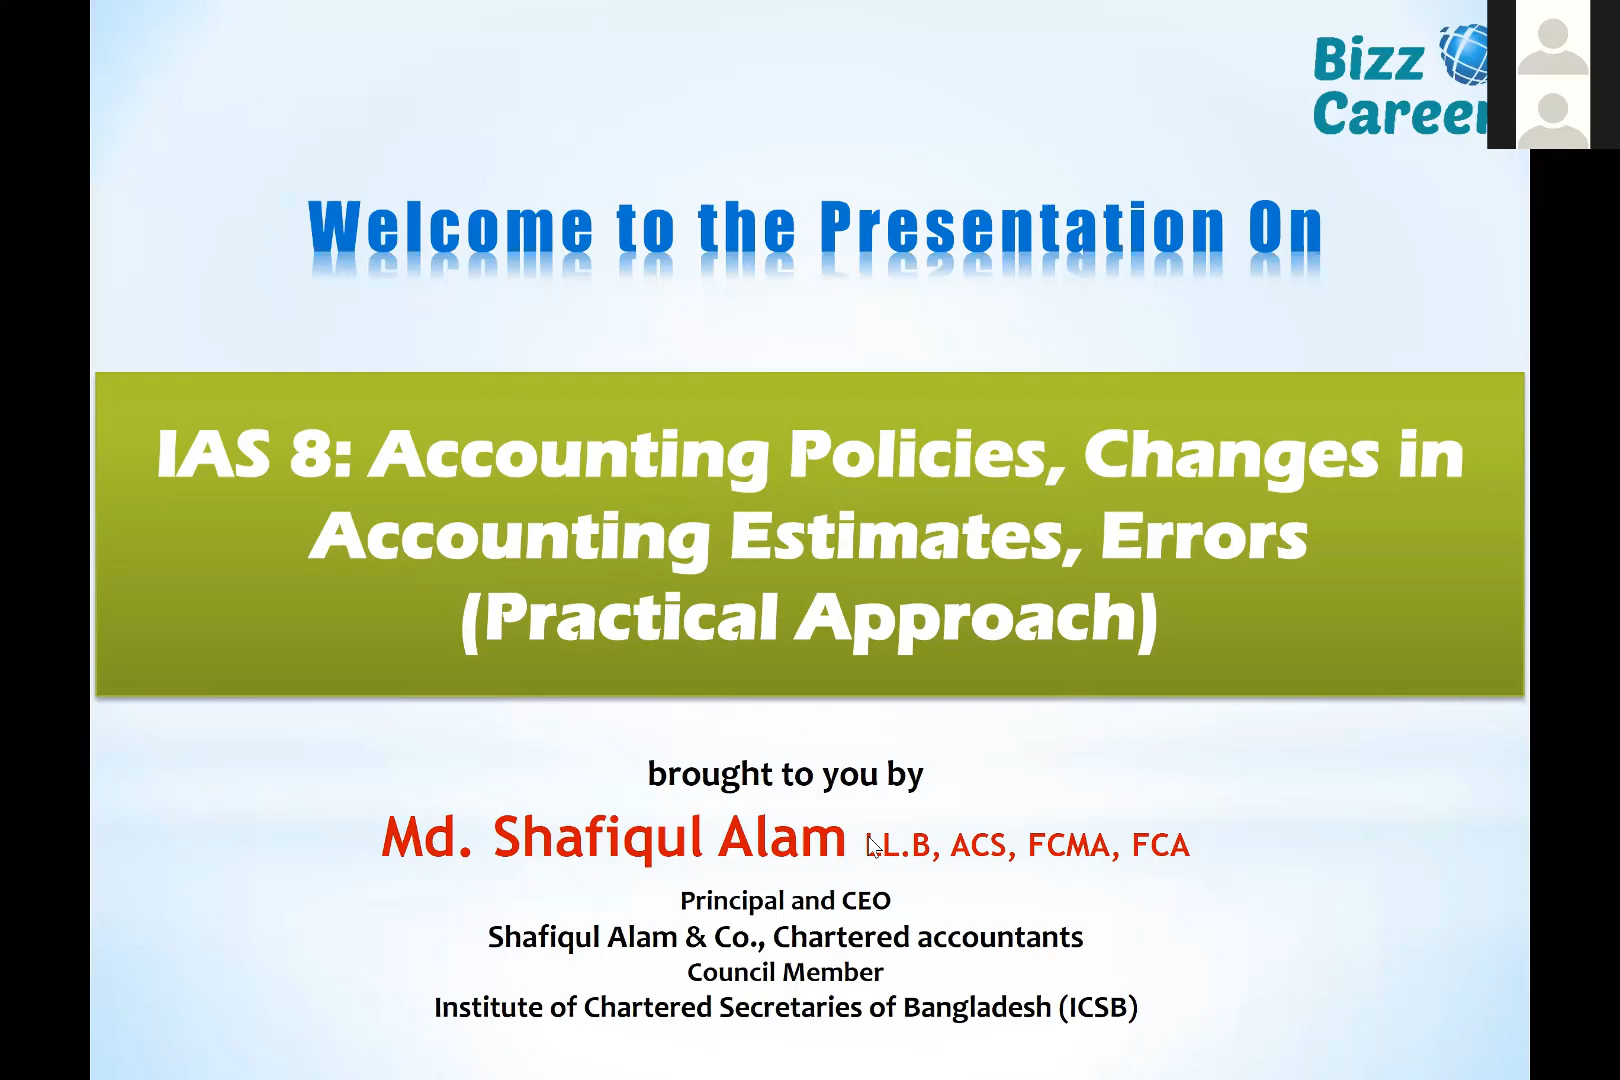 Bizz
Career
Welcome to the Presentation On
IAS 8: Accounting Policies, Changes in
Accounting Estimates, Errors
(Practical Approach)
brought to you by
Md. Shafiqul Alam LL.B, ACS, FCMA, FCA
Principal and CEO
Shafiqul Alam & Co., Chartered accountants
Council Member
Institute of Chartered Secretaries of Bangladesh (ICSB)